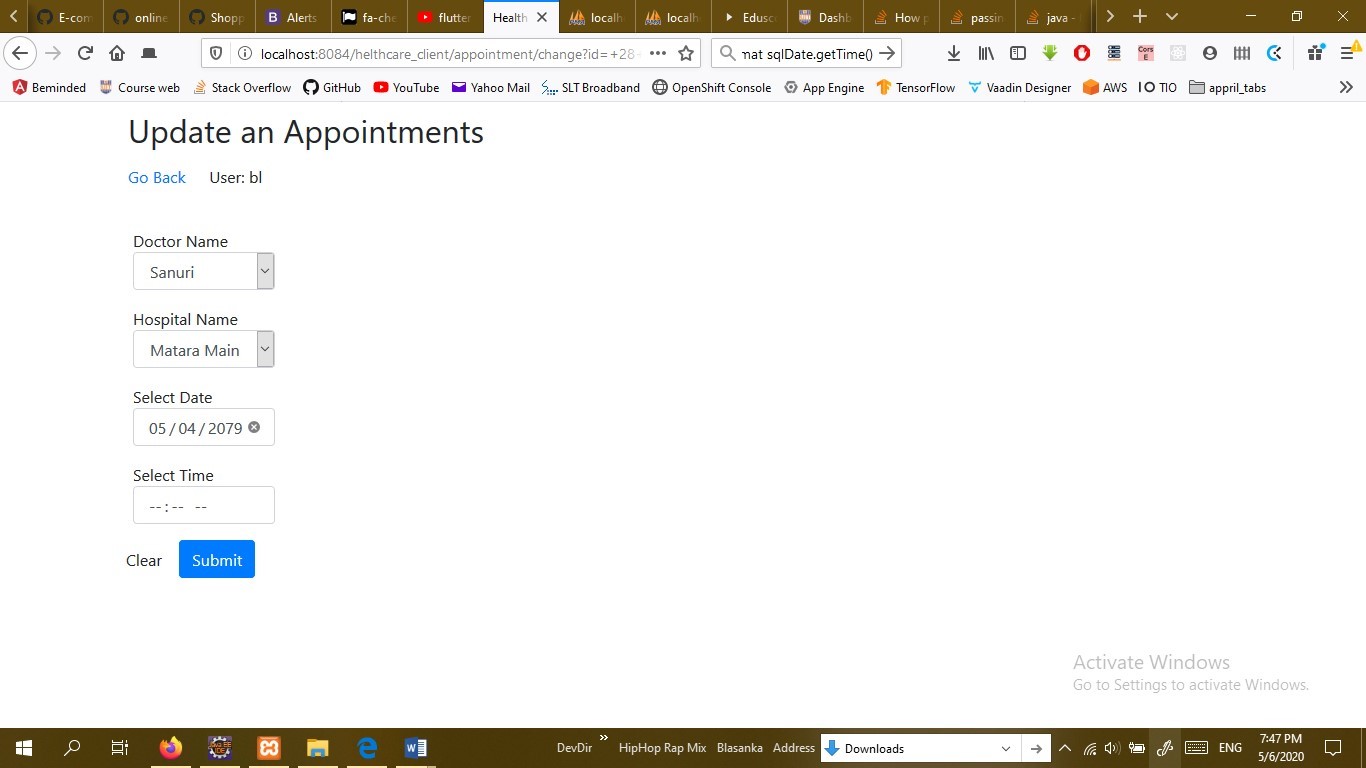 E-com online Shopp B Alerts fa-che flutter Health localh localh Edusc Dashb How p passin java -
localhost:8084/helthcare_client/appointment/change?id=+28 mat sqlDate.getTime()
Beminded Course web Stack Overflow GitHub YouTube Yahoo Mail SLT Broadband OpenShift Console App Engine TensorFlow Vaadin Designer AWS IO TIO appril_tabs
Update an Appointments
Go Back User: bl
Doctor Name
Sanuri
Hospital Name
Matara Main
Select Date
05 / 04 / 2079
Select Time
-- : -- --
Clear Submit
Activate Windows
Go to Settings to activate Windows.
DevDir HipHop Rap Mix Blasanka Address Downloads ENG 7:47 PM
5/6/2020